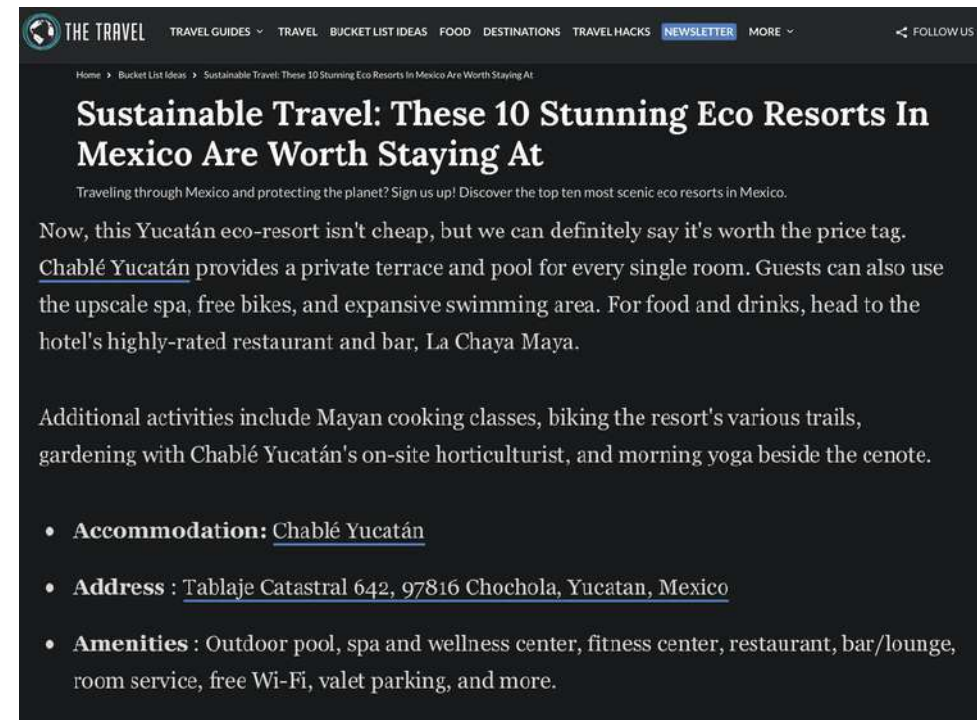 THE TRAVEL TRAVEL GUIDES TRAVEL BUCKET LIST IDEAS FOOD DESTINATIONS TRAVEL HACKS NEWSLETTER MORE FOLLOW US
Home > Bucket List Ideas > Sustainable Travel: These 10 Stunning Eco Resorts In Mexico Are Worth Staying At
Sustainable Travel: These 10 Stunning Eco Resorts In
Mexico Are Worth Staying At
Traveling through Mexico and protecting the planet? Sign us up! Discover the top ten most scenic eco resorts in Mexico.
Now, this Yucatán eco-resort isn't cheap, but we can definitely say it's worth the price tag.
Chablé Yucatán provides a private terrace and pool for every single room. Guests can also use
the upscale spa, free bikes, and expansive swimming area. For food and drinks, head to the
hotel's highly-rated restaurant and bar, La Chaya Maya.
Additional activities include Mayan cooking classes, biking the resort's various trails,
gardening with Chablé Yucatán's on-site horticulturist, and morning yoga beside the cenote.
• Accommodation: Chablé Yucatán
• Address : Tablaje Catastral 642, 97816 Chochola, Yucatan, Mexico
• Amenities : Outdoor pool, spa and wellness center, fitness center, restaurant, bar/lounge,
room service, free Wi-Fi, valet parking, and more.